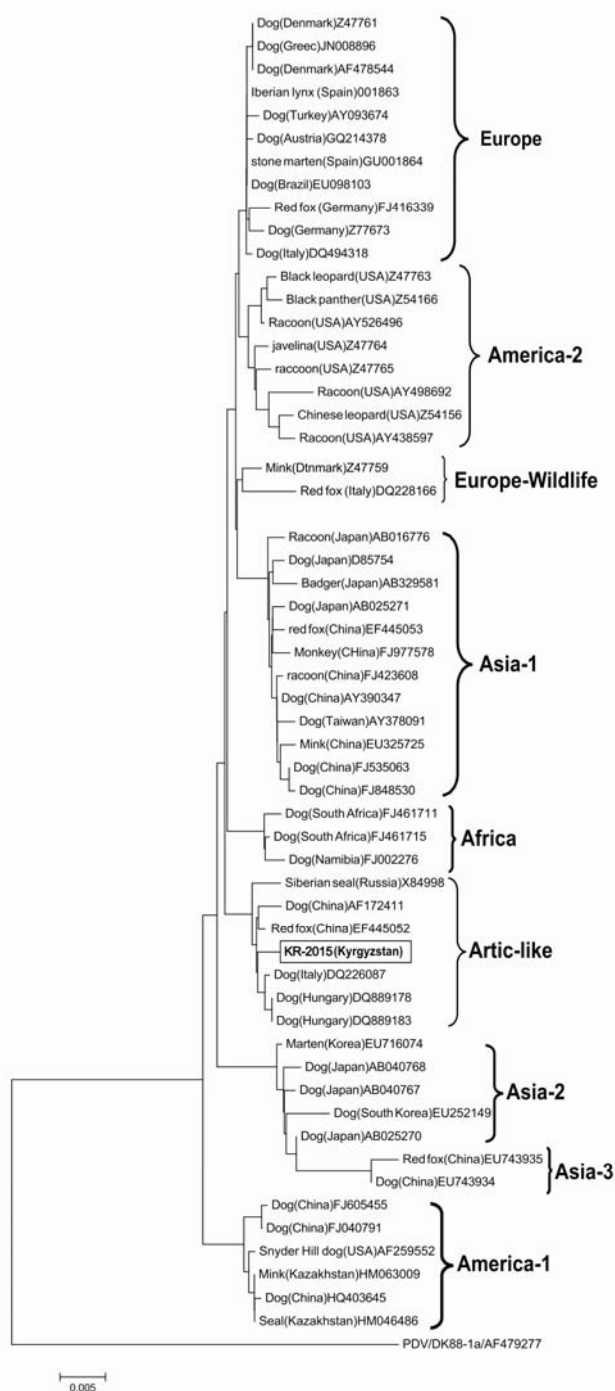 Dog(Denmark)Z47761
Dog(Greec)JN008896
Dog(Denmark)AF478544
Iberian lynx (Spain)001863
Dog(Turkey)AY093674
Dog(Austria)GQ214378
stone marten(Spain)GU001864
Dog(Brazil)EU098103
Red fox (Germany)FJ416339
Dog(Germany)Z77673
Dog(Italy)DQ494318
Europe
Black leopard(USA)Z47763
Black panther(USA)Z54166
Racoon(USA)AY526496
javelina(USA)Z47764
raccoon(USA)Z47765
Racoon(USA)AY498692
Chinese leopard(USA)Z54156
Racoon(USA)AY438597
America-2
Mink(Dtnmark)Z47759
Red fox (Italy)DQ228166
Europe-Wildlife
Racoon(Japan)AB016776
Dog(Japan)D85754
Badger(Japan)AB329581
Dog(Japan)AB025271
red fox(China)EF445053
Monkey(CHina)FJ977578
racoon(China)FJ423608
Dog(China)AY390347
Dog(Taiwan)AY378091
Mink(China)EU325725
Dog(China)FJ535063
Dog(China)FJ848530
Asia-1
Dog(South Africa)FJ461711
Dog(South Africa)FJ461715
Dog(Namibia)FJ002276
Africa
Siberian seal(Russia)X84998
Dog(China)AF172411
Red fox(China)EF445052
KR-2015(Kyrgyzstan)
Dog(Italy)DQ226087
Dog(Hungary)DQ889178
Dog(Hungary)DQ889183
Artic-like
Marten(Korea)EU716074
Dog(Japan)AB040768
Dog(Japan)AB040767
Dog(South Korea)EU252149
Dog(Japan)AB025270
Asia-2
Red fox(China)EU743935
Dog(China)EU743934
Asia-3
Dog(China)FJ605455
Dog(China)FJ040791
Snyder Hill dog(USA)AF259552
Mink(Kazakhstan)HM063009
Dog(China)HQ403645
Seal(Kazakhstan)HM046486
America-1
PDV/DK88-1a/AF479277
0.005